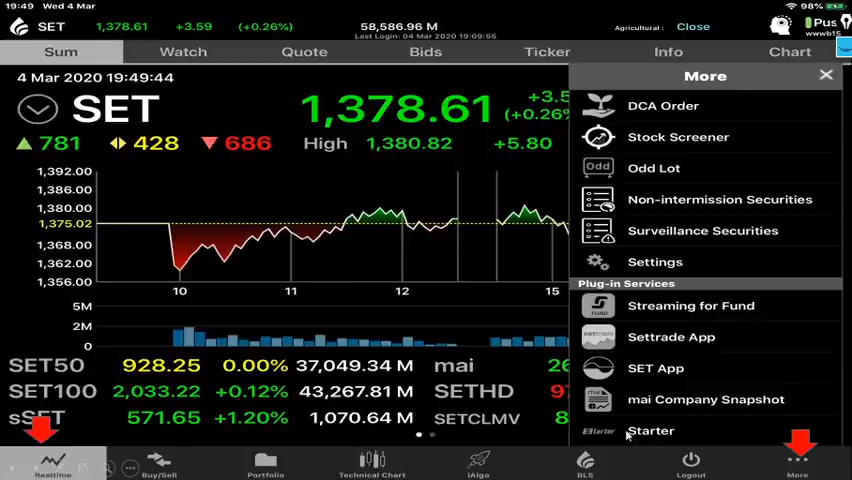 19:49 Wed 4 Mar
98%
SET 1,378.61 +3.59 (+0.26%) 58,586.96 M
Last Login: 04 Mar 2020 19:09:55
Agricultural : Close
Pus
wwwb15
Sum Watch Quote Bids Ticker Info Chart
4 Mar 2020 19:49:44
SET 1,378.61 +3.5
(+0.26%
781 428 686 High 1,380.82 +5.80
1,392.00
1,386.00
1,380.00
1,375.02
1,368.00
1,362.00
1,356.00
10 11 12 15
5M
2M
0
SET50 928.25 0.00% 37,049.34 M mai 26
SET100 2,033.22 +0.12% 43,267.81 M SETHD 97
sSET 571.65 +1.20% 1,070.64 M SETCLMV 8
More
DCA Order
Stock Screener
Odd Odd Lot
Non-intermission Securities
Surveillance Securities
Settings
Plug-in Services
FUND Streaming for Fund
Settrade App
SET App
mai Company Snapshot
Starter Starter
Realtime Buy/Sell Portfolio Technical Chart iAlgo BLS Logout More